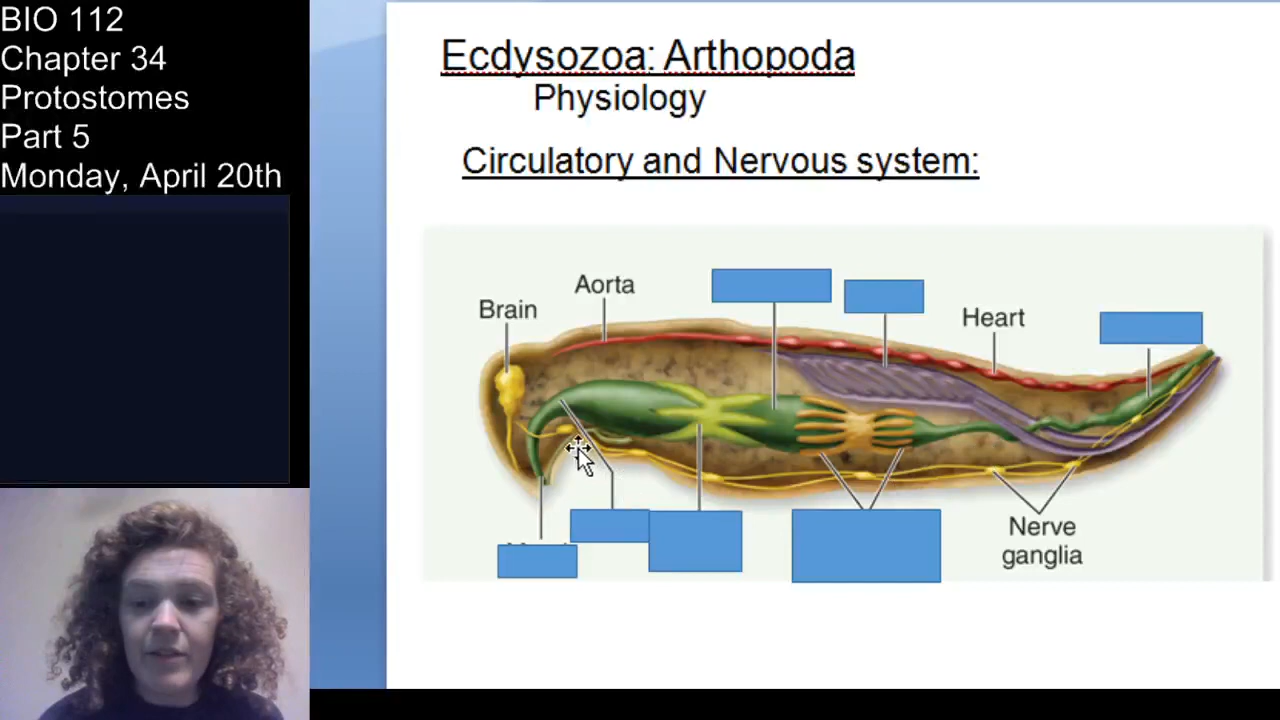 BIO 112
Chapter 34
Protostomes
Part 5
Monday, April 20th
Ecdysozoa: Arthopoda
Physiology
Circulatory and Nervous system:
Aorta
Brain
Heart
Nerve
ganglia